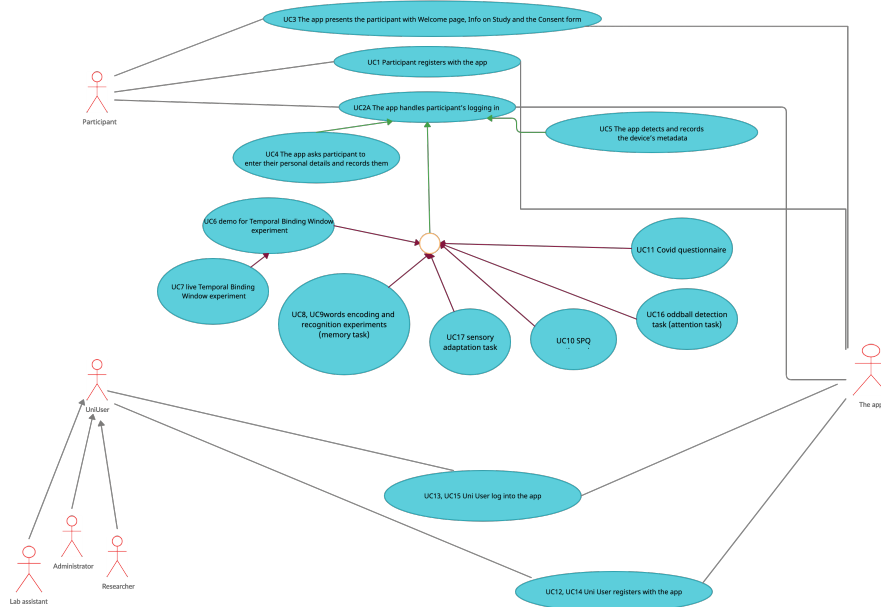 UC3 The app presents the participant with Welcome page, Info on Study and the Consent form
UC1 Participant registers with the app
UC2A The app handles participant's logging in
Participant
UC5 The app detects and records
the device's metadata
UC4 The app asks participant to
enter their personal details and records them
UC6 demo for Temporal Binding Window
experiment
UC11 Covid questionnaire
UC7 live Temporal Binding
Window experiment
UC8, UC9words encoding and
recognition experiments
(memory task)
UC16 oddball detection
task (attention task)
UC17 sensory
adaptation task
UC10 SPQ
The app
UniUser
UC13, UC15 Uni User log into the app
Administrator
Researcher
Lab assistant
UC12, UC14 Uni User registers with the app